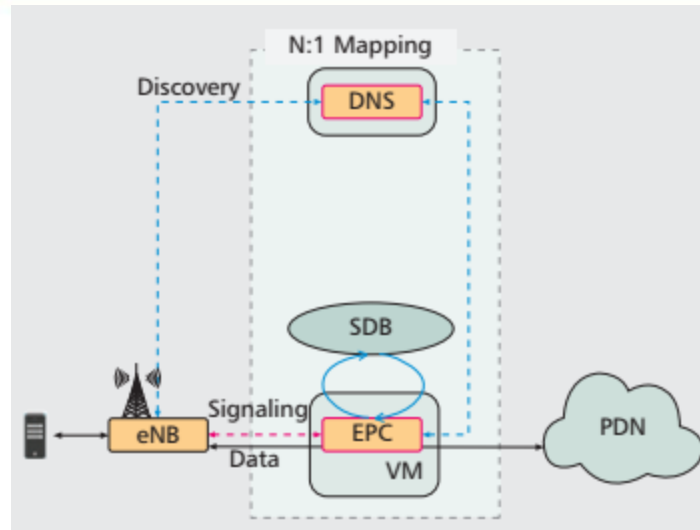 N:1 Mapping
Discovery
DNS
SDB
Signaling
eNB
EPC
PDN
Data
VM